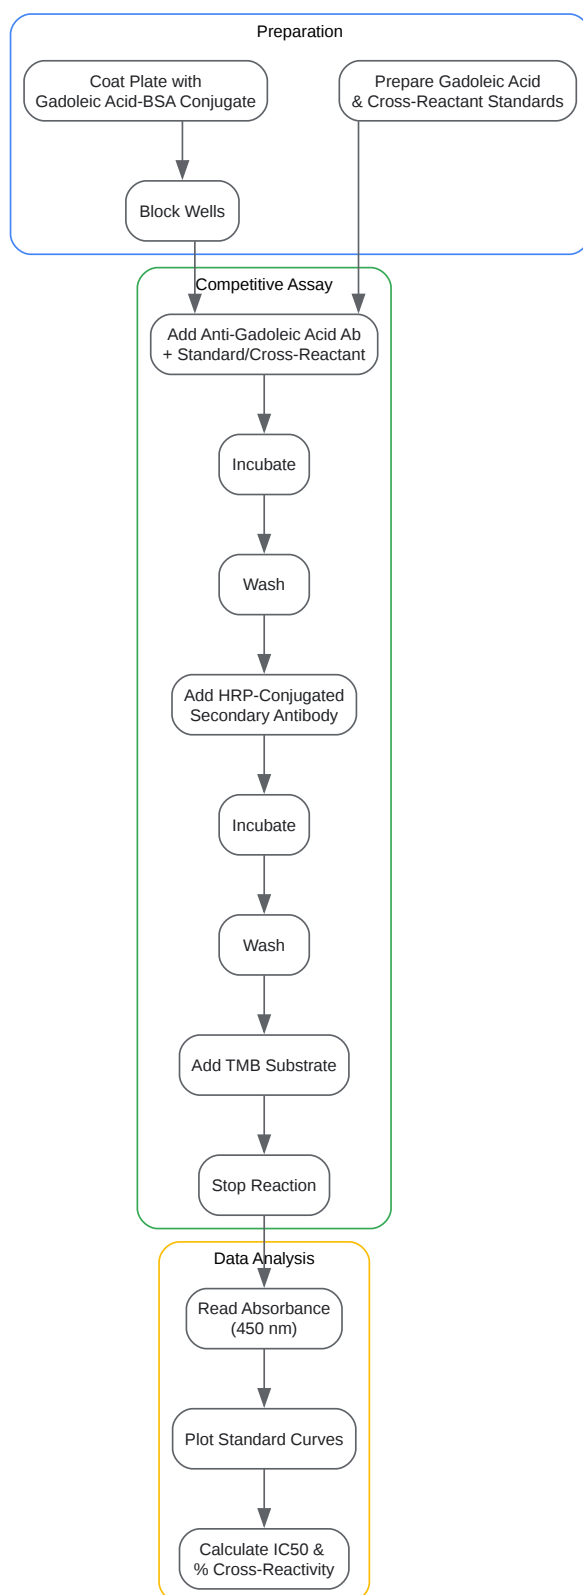 Preparation
Coat Plate with
Gadoleic Acid-BSA Conjugate
Prepare Gadoleic Acid
& Cross-Reactant Standards
Block Wells
Competitive Assay
Add Anti-Gadoleic Acid Ab
+ Standard/Cross-Reactant
Incubate
Wash
Add HRP-Conjugated
Secondary Antibody
Incubate
Wash
Add TMB Substrate
Stop Reaction
Data Analysis
Read Absorbance
(450 nm)
Plot Standard Curves
Calculate IC50 &
% Cross-Reactivity